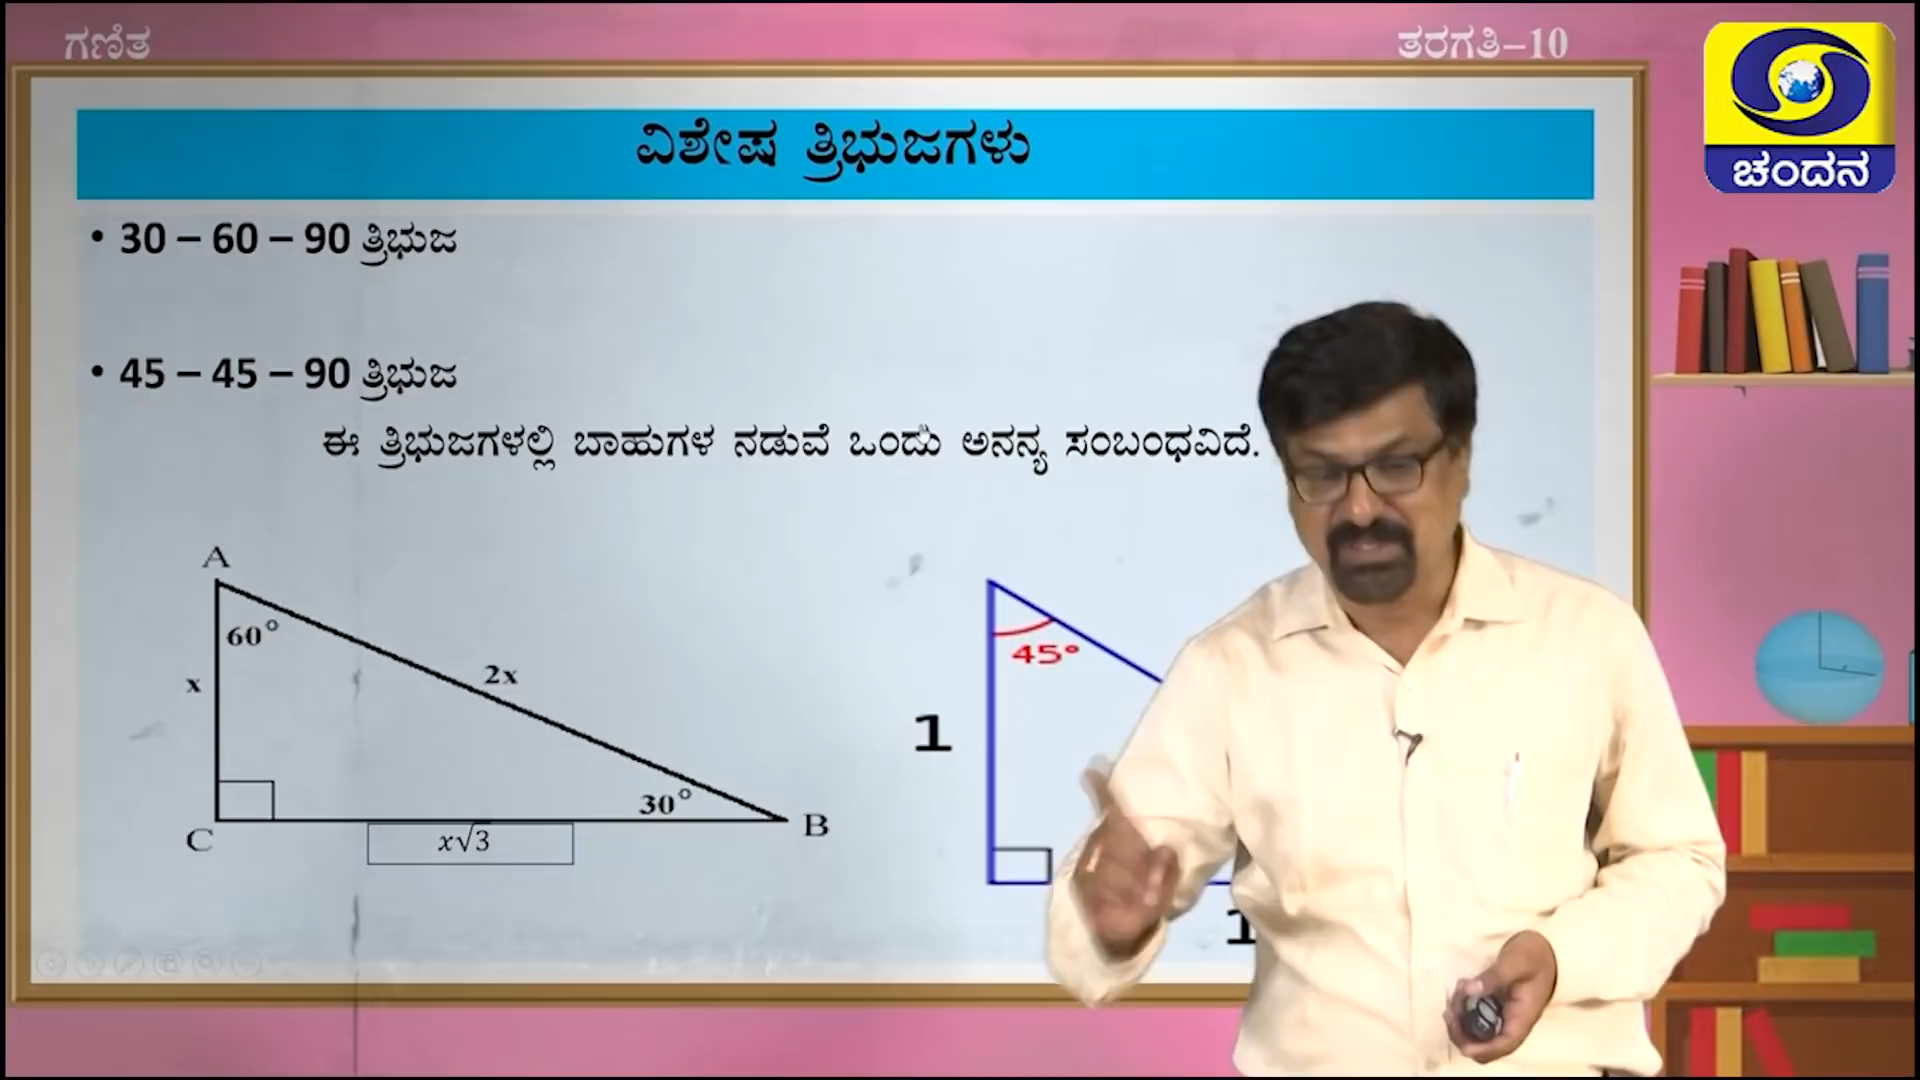 ಗಣಿತ
ತರಗತಿ-10
ಚಂದನ
ವಿಶೇಷ ತ್ರಿಭುಜಗಳು
• 30 – 60 – 90 ತ್ರಿಭುಜ
• 45 – 45 – 90 ತ್ರಿಭುಜ
ಈ ತ್ರಿಭುಜಗಳಲ್ಲಿ ಬಾಹುಗಳ ನಡುವೆ ಒಂದು ಅನನ್ಯ ಸಂಬಂಧವಿದೆ.
A
60°
x
2x
30°
C
B
x√3
45°
1
1